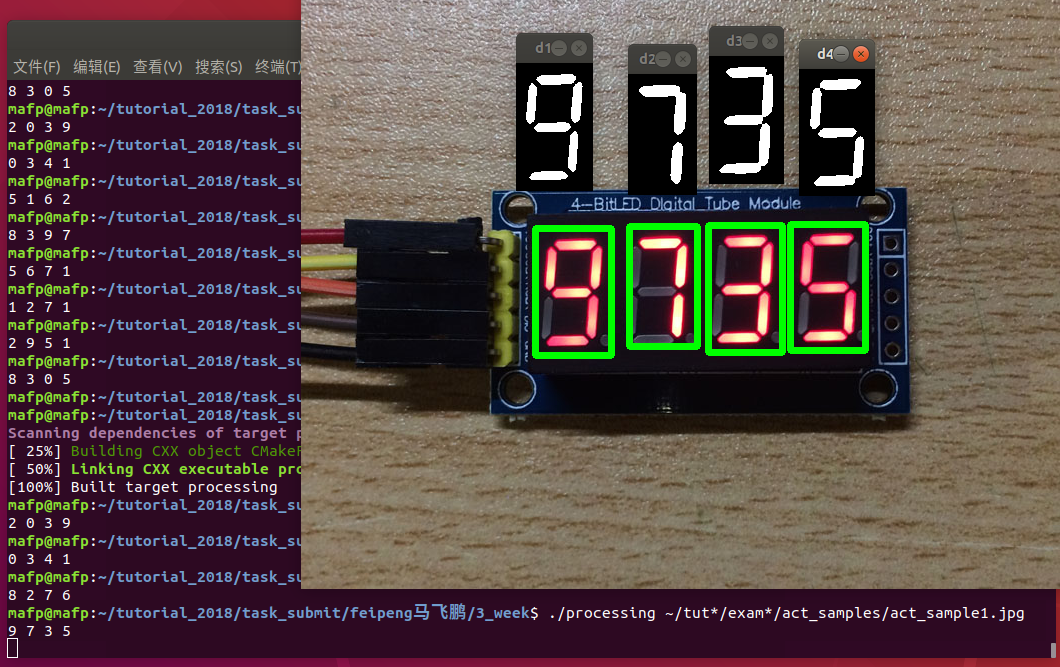 文件(F) 编辑(E) 查看(V) 搜索(S) 终端(T)
8 3 0 5
mafp@mafp:~/tutorial_2018/task_su
2 0 3 9
mafp@mafp:~/tutorial_2018/task_su
0 3 4 1
mafp@mafp:~/tutorial_2018/task_su
5 1 6 2
mafp@mafp:~/tutorial_2018/task_su
8 3 9 7
mafp@mafp:~/tutorial_2018/task_su
5 6 7 1
mafp@mafp:~/tutorial_2018/task_su
1 2 7 1
mafp@mafp:~/tutorial_2018/task_su
2 9 5 1
mafp@mafp:~/tutorial_2018/task_su
8 3 0 5
mafp@mafp:~/tutorial_2018/task_su
mafp@mafp:~/tutorial_2018/task_su
Scanning dependencies of target p
[ 25%] Building CXX object CMakeF
[ 50%] Linking CXX executable pro
[100%] Built target processing
mafp@mafp:~/tutorial_2018/task_su
2 0 3 9
mafp@mafp:~/tutorial_2018/task_su
0 3 4 1
mafp@mafp:~/tutorial_2018/task_su
8 2 7 6
mafp@mafp:~/tutorial_2018/task_submit/feipeng马飞鹏/3_week$ ./processing ~/tut*/exam*/act_samples/act_sample1.jpg
9 7 3 5
d1 d2 d3 d4
9 7 3 5
4-BitLED Digital Tube Module
9 7 3 5